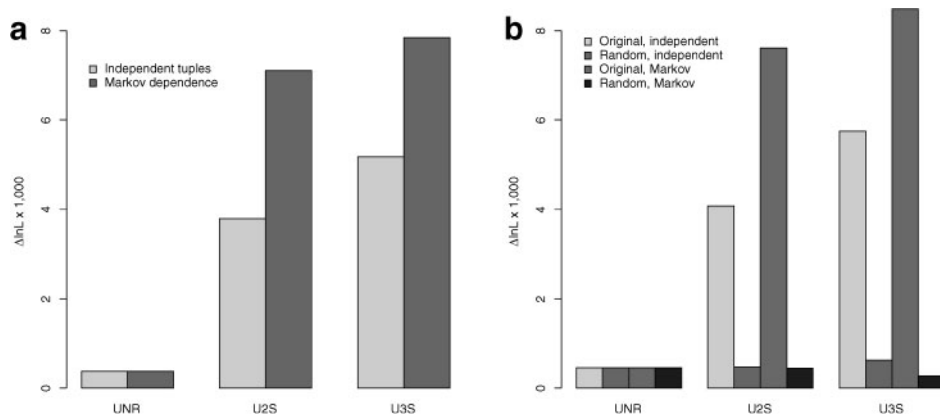 a
8
6
4
2
0
ΔlnL x 1,000
Independent tuples
Markov dependence
UNR
U2S
U3S
b
8
6
4
2
0
ΔlnL x 1,000
Original, independent
Random, independent
Original, Markov
Random, Markov
UNR
U2S
U3S